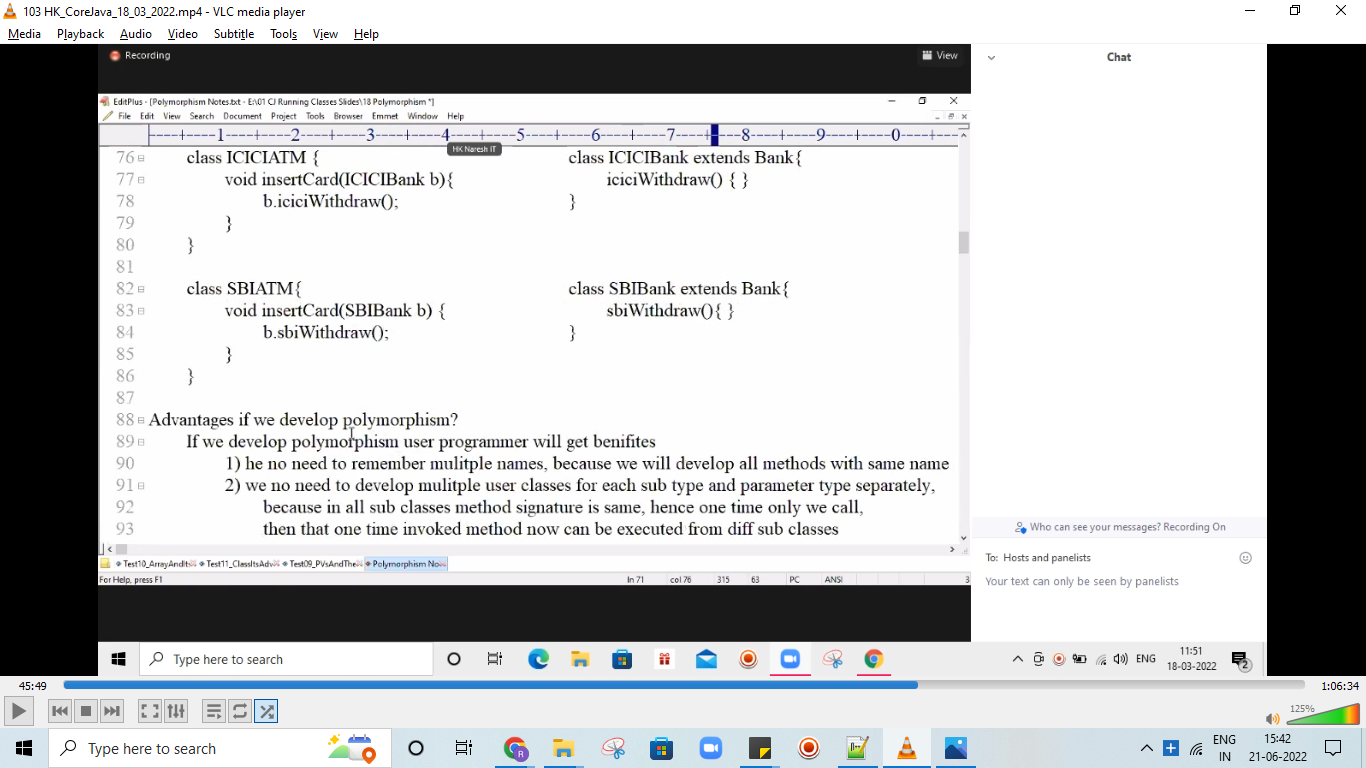 103 HK_CoreJava_18_03_2022.mp4 - VLC media player
Media Playback Audio Video Subtitle Tools View Help
Recording
View
EditPlus - [Polymorphism Notes.txt - E:\01 CJ Running Classes Slides\18 Polymorphism *]
File Edit View Search Document Project Tools Browser Emmet Window Help
----+----1----+----2----+----3----+----4----+----5----+----6----+----7----+----8----+----9----+----0----+--
HK Naresh IT
76 class ICICIATM { class ICICIBank extends Bank{
77 void insertCard(ICICIBank b){ iciciWithdraw() { }
78 b.iciciWithdraw(); }
79 }
80 }
81
82 class SBIATM{ class SBIBank extends Bank{
83 void insertCard(SBIBank b) { sbiWithdraw(){ }
84 b.sbiWithdraw(); }
85 }
86 }
87
88 Advantages if we develop polymorphism?
89 If we develop polymorphism user programmer will get benifites
90 1) he no need to remember mulitple names, because we will develop all methods with same name
91 2) we no need to develop mulitple user classes for each sub type and parameter type separately,
92 because in all sub classes method signature is same, hence one time only we call,
93 then that one time invoked method now can be executed from diff sub classes
Test10_ArrayAndIts Test11_ClassItsAdv Test09_PVsAndThe Polymorphism No
For Help, press F1 ln 71 col 76 315 63 PC ANSI 3
Chat
Who can see your messages? Recording On
To: Hosts and panelists
Your text can only be seen by panelists
Type here to search
ENG
11:51
18-03-2022
2
45:49
1:06:34
125%
Type here to search
ENG
IN
15:42
21-06-2022